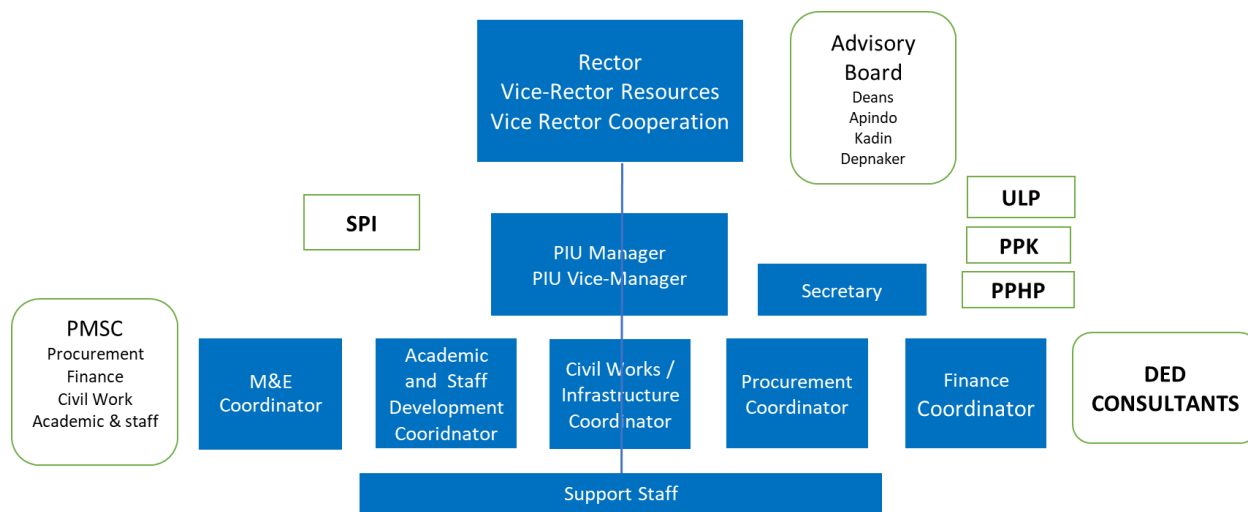 Rector
Vice-Rector Resources
Vice Rector Cooperation
Advisory
Board
Deans
Apindo
Kadin
Depnaker
SPI
ULP
PPK
PPHP
PIU Manager
PIU Vice-Manager
Secretary
PMSC
Procurement
Finance
Civil Work
Academic & staff
M&E
Coordinator
Academic
and Staff
Development
Cooridnator
Civil Works /
Infrastructure
Coordinator
Procurement
Coordinator
Finance
Coordinator
DED
CONSULTANTS
Support Staff